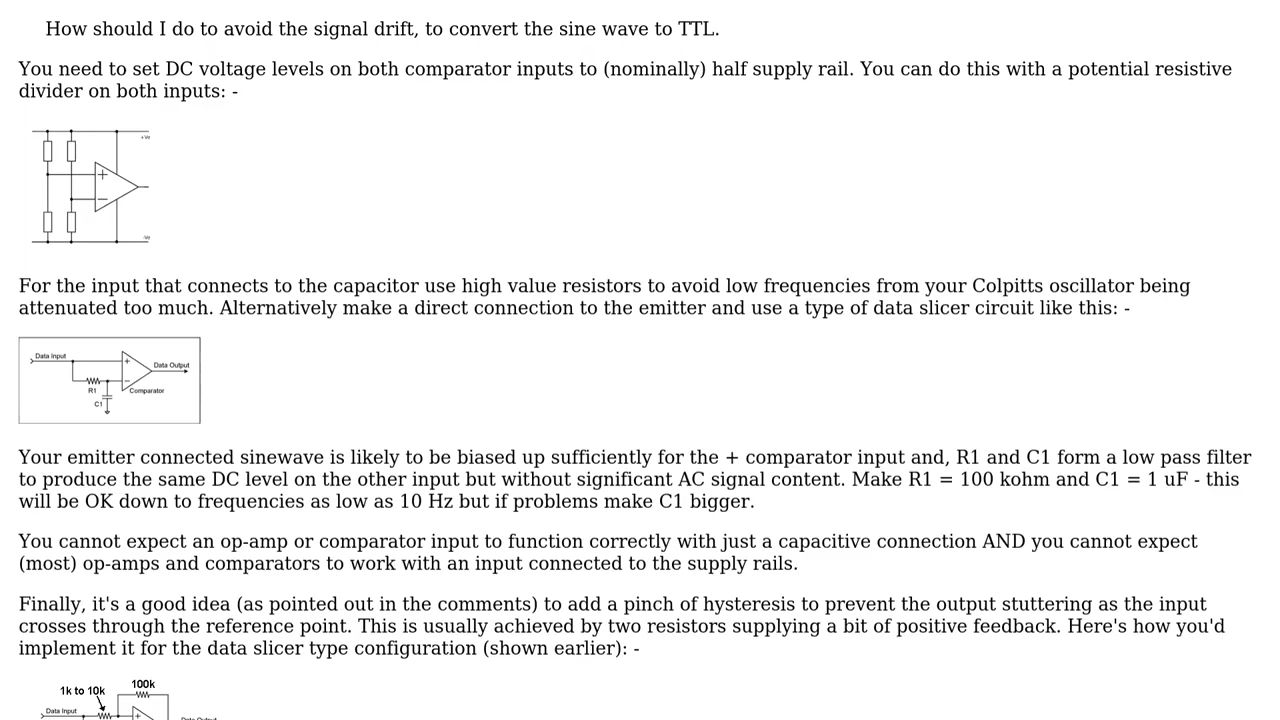 How should I do to avoid the signal drift, to convert the sine wave to TTL.
You need to set DC voltage levels on both comparator inputs to (nominally) half supply rail. You can do this with a potential resistive
divider on both inputs: -
+Ve
+
−
-Ve
For the input that connects to the capacitor use high value resistors to avoid low frequencies from your Colpitts oscillator being
attenuated too much. Alternatively make a direct connection to the emitter and use a type of data slicer circuit like this: -
Data Input
+
Data Output
−
R1
Comparator
C1
Your emitter connected sinewave is likely to be biased up sufficiently for the + comparator input and, R1 and C1 form a low pass filter
to produce the same DC level on the other input but without significant AC signal content. Make R1 = 100 kohm and C1 = 1 uF - this
will be OK down to frequencies as low as 10 Hz but if problems make C1 bigger.
You cannot expect an op-amp or comparator input to function correctly with just a capacitive connection AND you cannot expect
(most) op-amps and comparators to work with an input connected to the supply rails.
Finally, it's a good idea (as pointed out in the comments) to add a pinch of hysteresis to prevent the output stuttering as the input
crosses through the reference point. This is usually achieved by two resistors supplying a bit of positive feedback. Here's how you'd
implement it for the data slicer type configuration (shown earlier): -
100k
1k to 10k
Data Input
+